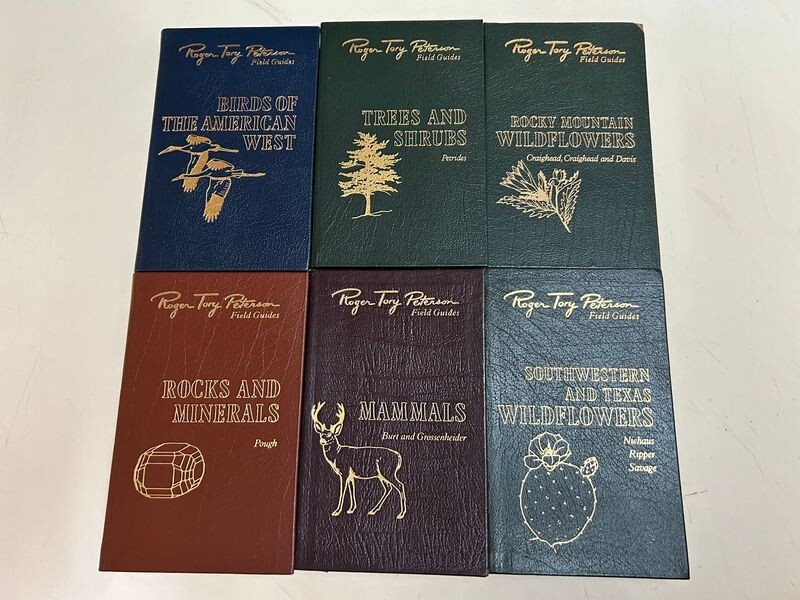 Roger Tory Peterson
Field Guides
BIRDS OF
THE AMERICAN
WEST
Roger Tory Peterson
Field Guides
TREES AND
SHRUBS
Petrides
Roger Tory Peterson
Field Guides
ROCKY MOUNTAIN
WILDFLOWERS
Craighead, Craighead and Davis
Roger Tory Peterson
Field Guides
ROCKS AND
MINERALS
Pough
Roger Tory Peterson
Field Guides
MAMMALS
Burt and Grossenheider
Roger Tory Peterson
Field Guides
SOUTHWESTERN
AND TEXAS
WILDFLOWERS
Niehaus
Ripper
Savage